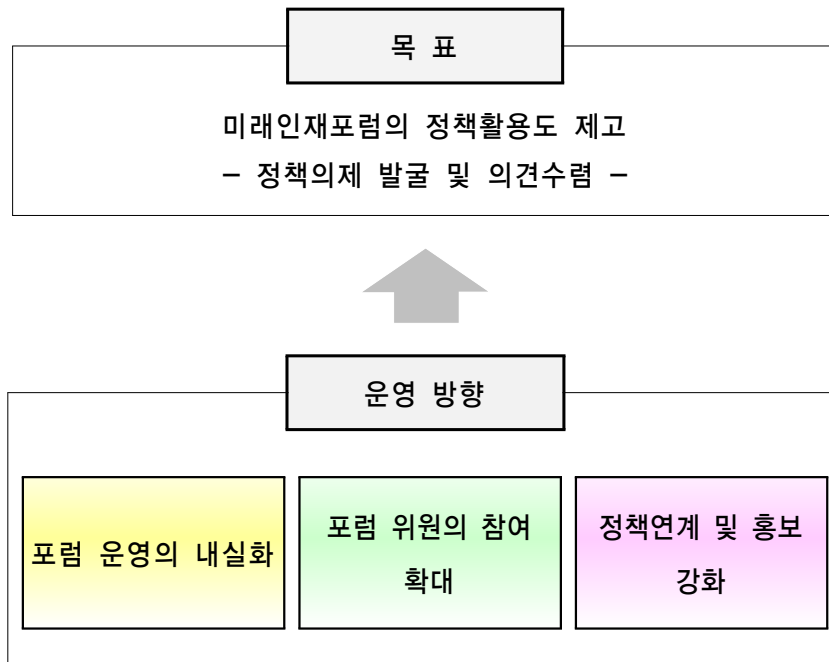 목 표
미래인재포럼의 정책활용도 제고
- 정책의제 발굴 및 의견수렴 -
운영 방향
포럼 운영의 내실화
포럼 위원의 참여
확대
정책연계 및 홍보
강화